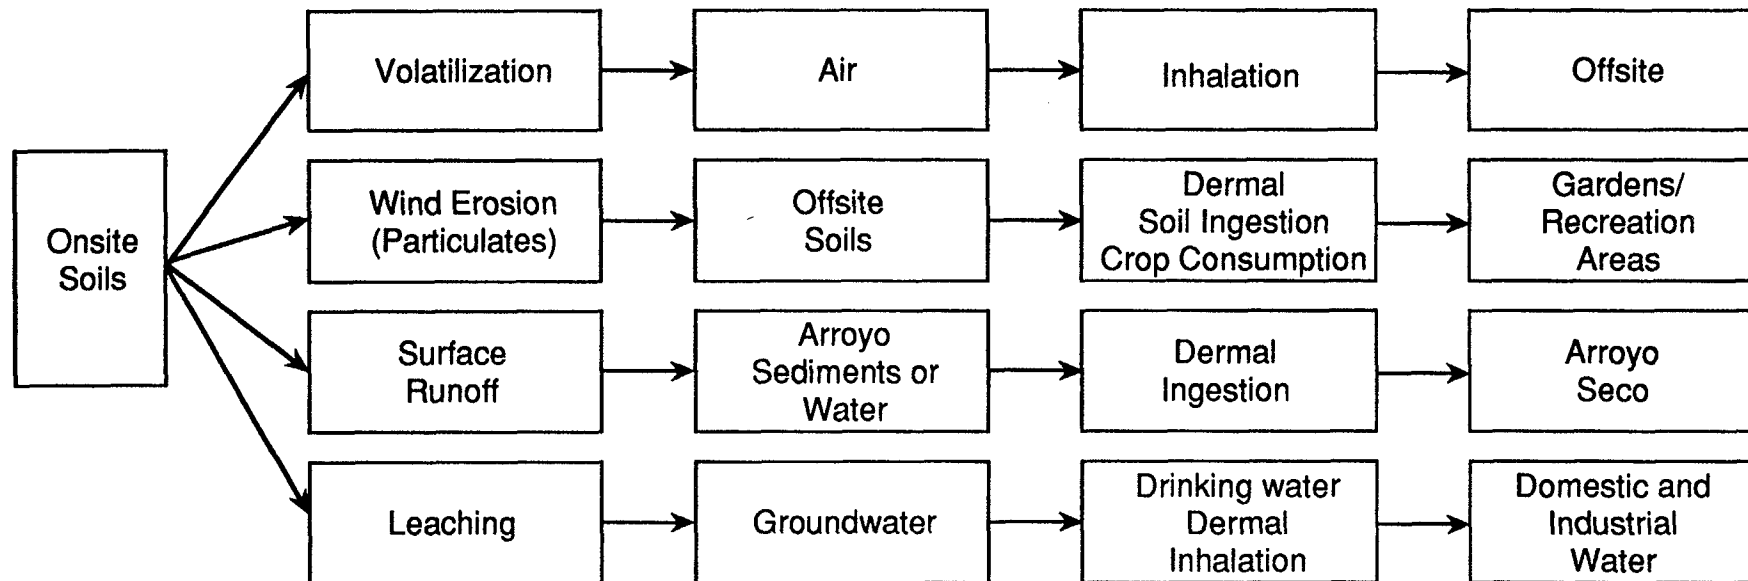 Onsite
Soils
Volatilization
Air
Inhalation
Offsite
Wind Erosion
(Particulates)
Offsite
Soils
Dermal
Soil Ingestion
Crop Consumption
Gardens/
Recreation
Areas
Surface
Runoff
Arroyo
Sediments or
Water
Dermal
Ingestion
Arroyo
Seco
Leaching
Groundwater
Drinking water
Dermal
Inhalation
Domestic and
Industrial
Water